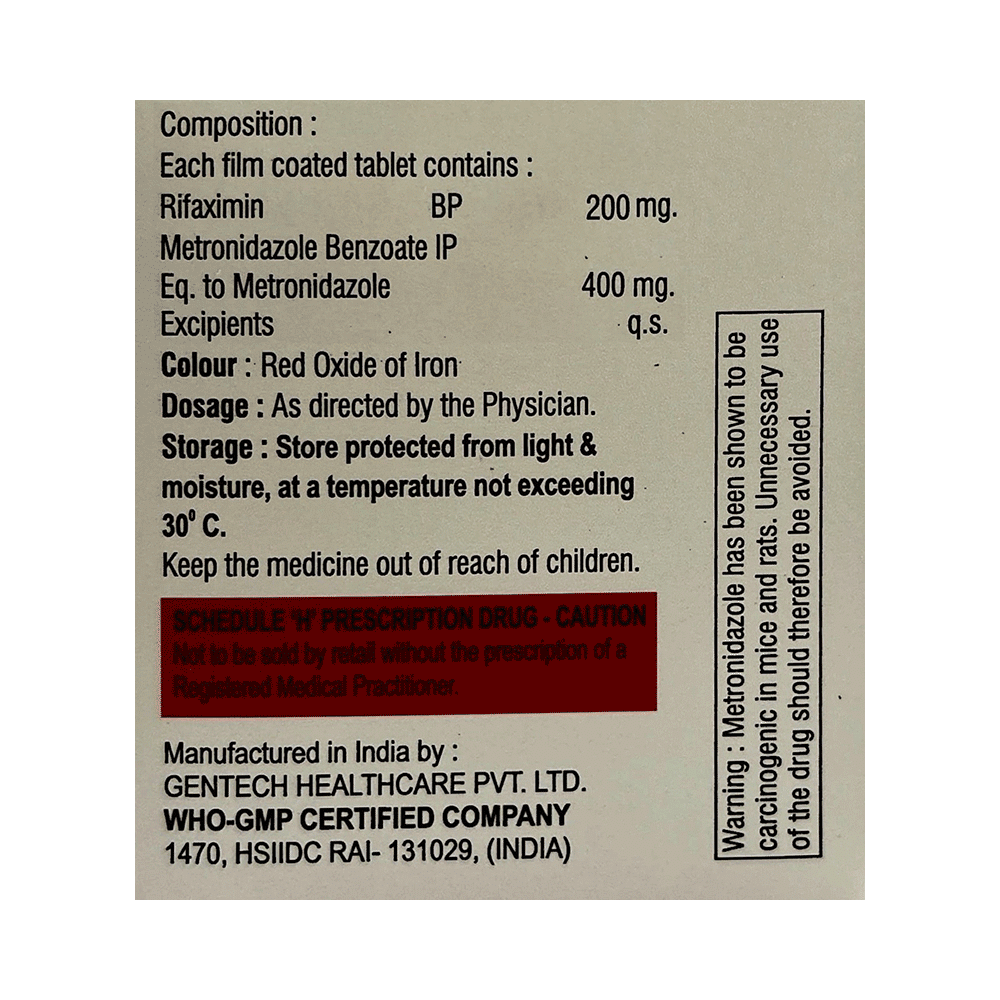 Composition :
Each film coated tablet contains :
Rifaximin BP 200 mg.
Metronidazole Benzoate IP
Eq. to Metronidazole 400 mg.
Excipients q.s.
Colour : Red Oxide of Iron
Dosage : As directed by the Physician.
Storage : Store protected from light &
moisture, at a temperature not exceeding
30⁰ C.
Keep the medicine out of reach of children.
SCHEDULE 'H' PRESCRIPTION DRUG - CAUTION
Not to be sold by retail without the prescription of a
Registered Medical Practitioner.
Manufactured in India by :
GENTECH HEALTHCARE PVT. LTD.
WHO-GMP CERTIFIED COMPANY
1470, HSIIDC RAI- 131029, (INDIA)
Warning : Metronidazole has been shown to be
carcinogenic in mice and rats. Unnecessary use
of the drug should therefore be avoided.